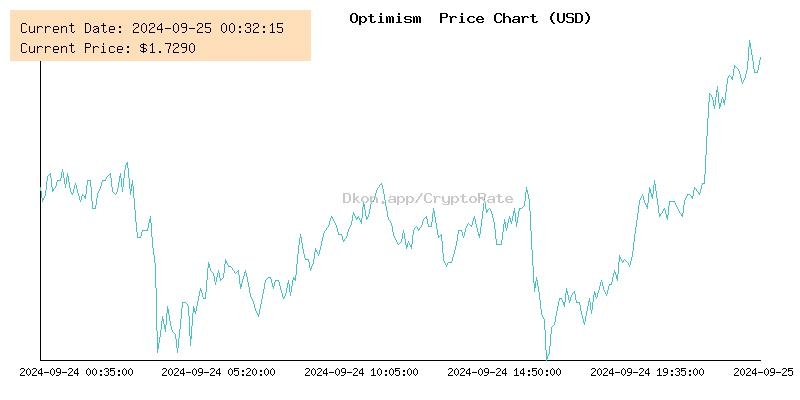 Optimism  Price Chart (USD)
Current Date: 2024-09-25 00:32:15
Current Price: $1.7290
Dkon.app/CryptoRate
2024-09-24 00:35:00 2024-09-24 05:20:00 2024-09-24 10:05:00 2024-09-24 14:50:00 2024-09-24 19:35:00 2024-09-25